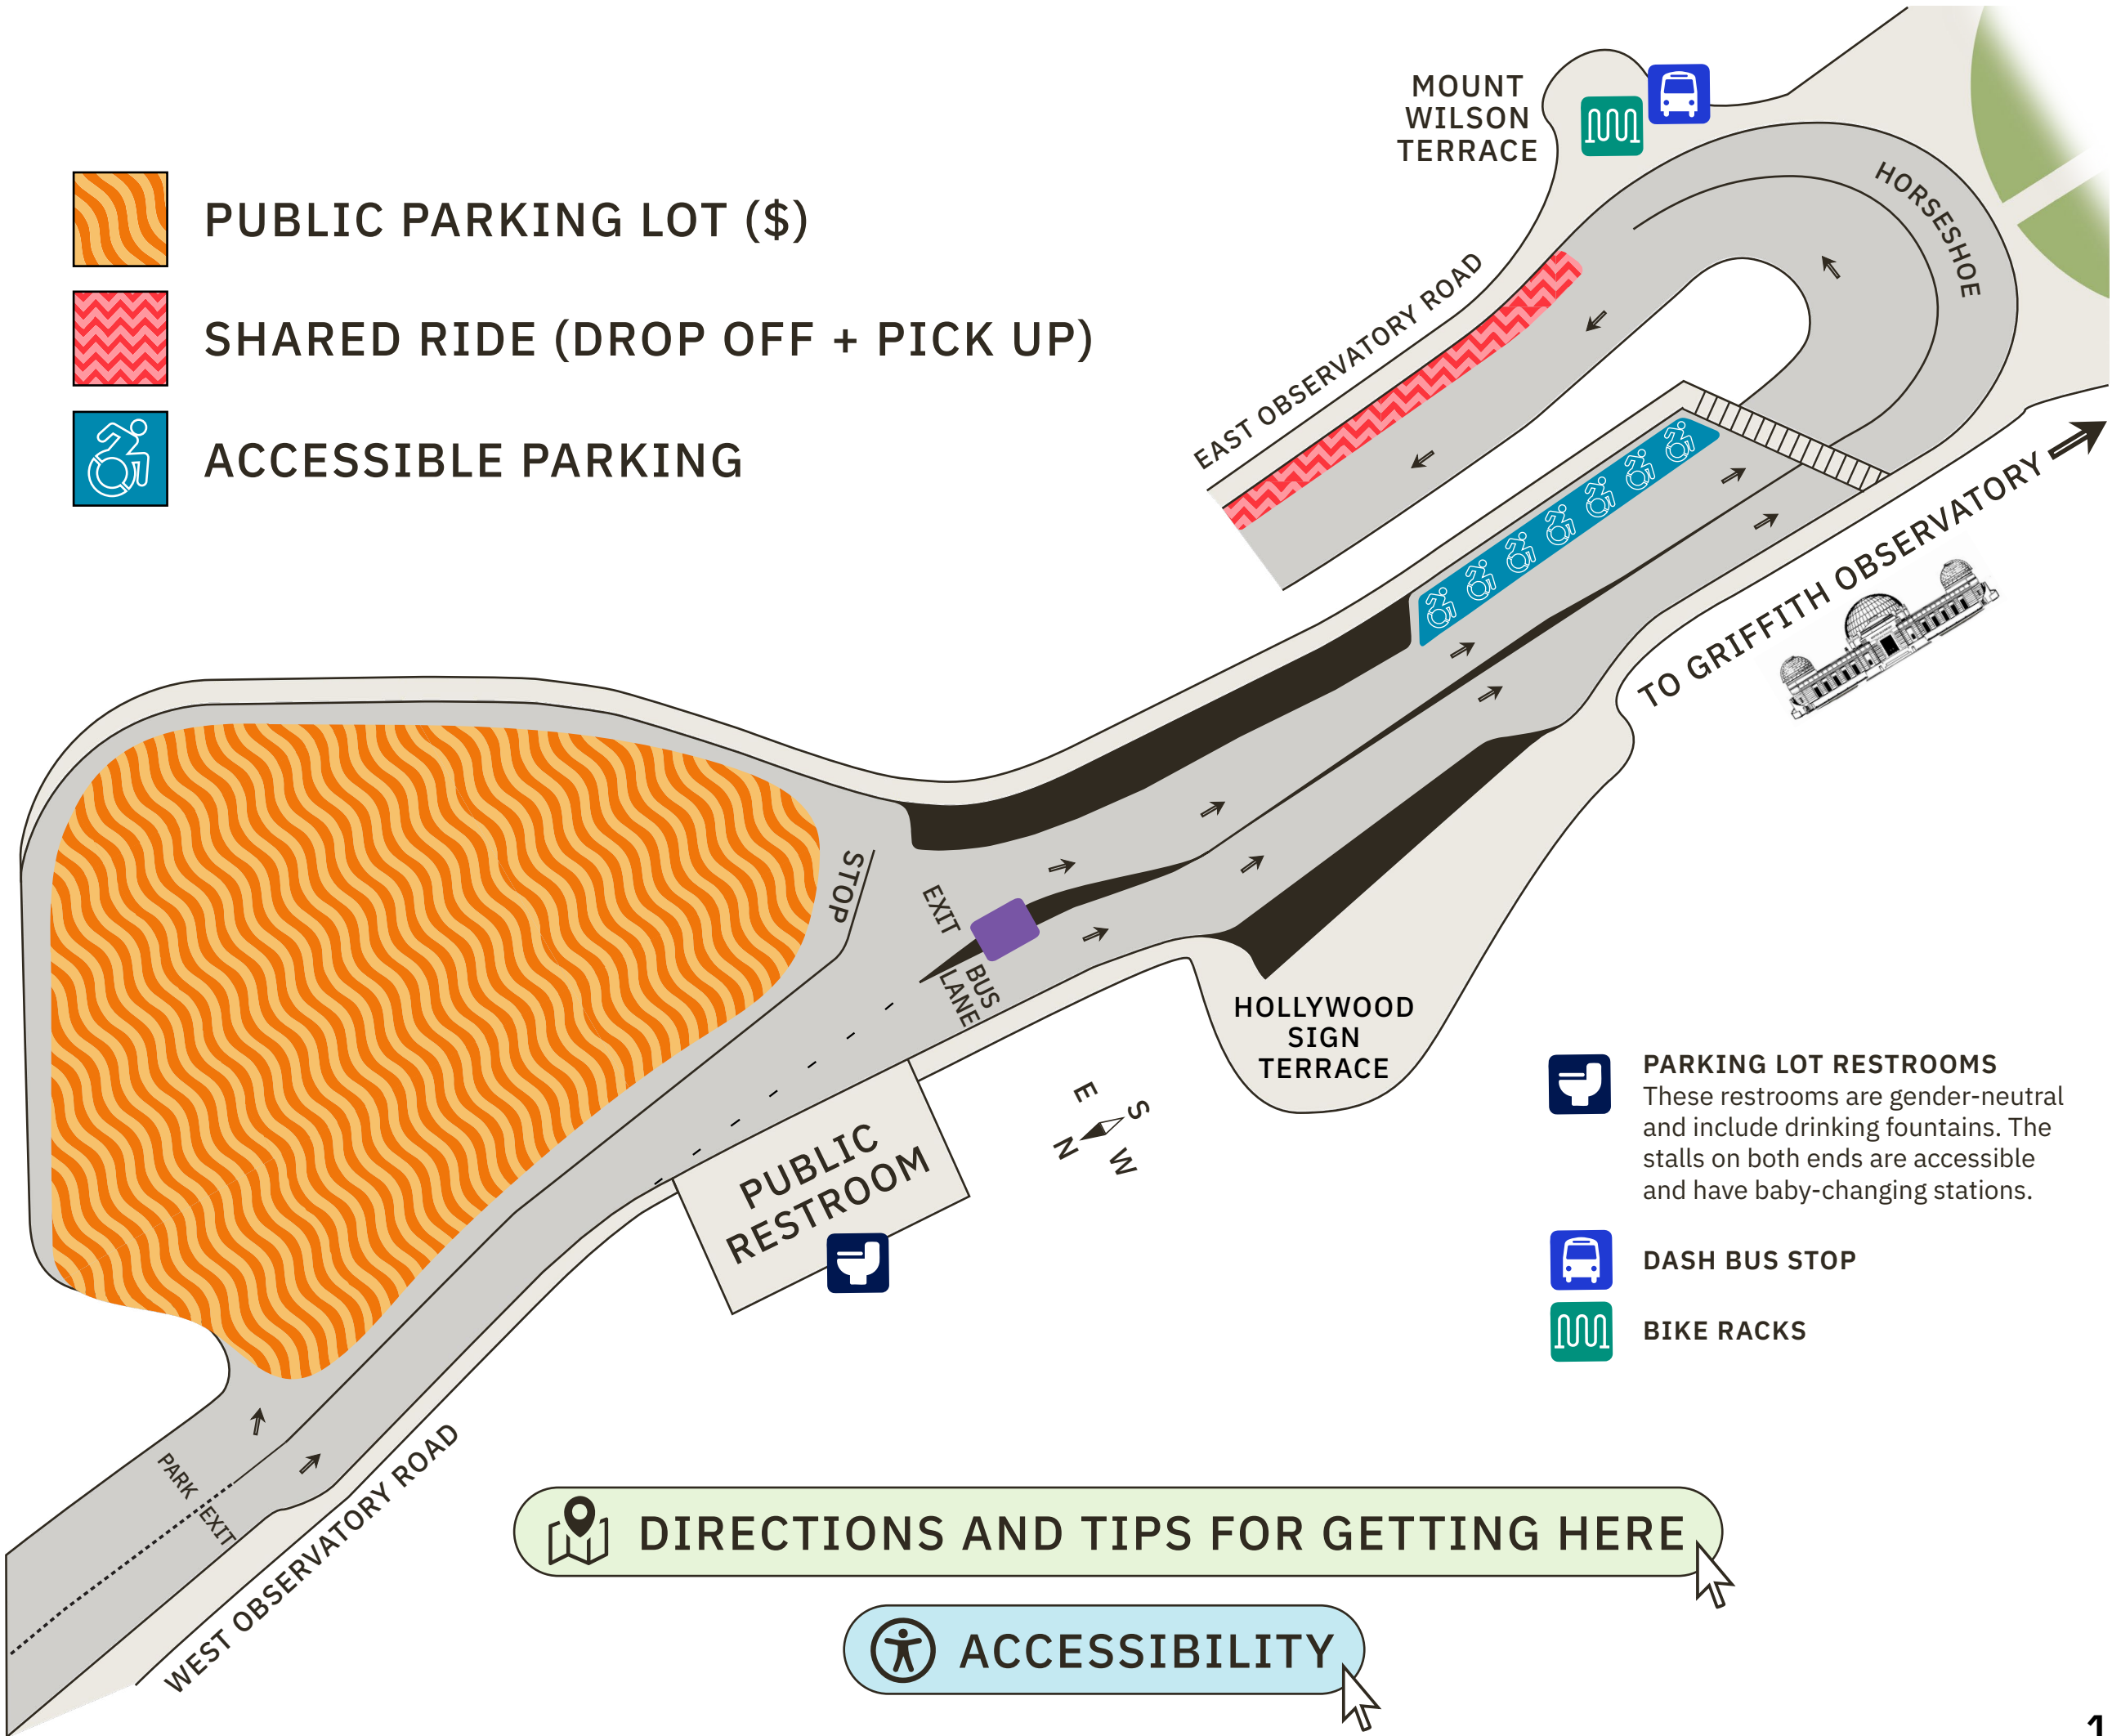 MOUNT
WILSON
TERRACE
HORSESHOE
PUBLIC PARKING LOT ($)
SHARED RIDE (DROP OFF + PICK UP)
ACCESSIBLE PARKING
EAST OBSERVATORY ROAD
TO GRIFFITH OBSERVATORY
STOP
EXIT
BUS
LANE
HOLLYWOOD
SIGN
TERRACE
E
S
N
W
PUBLIC
RESTROOM
PARKING LOT RESTROOMS
These restrooms are gender-neutral
and include drinking fountains. The
stalls on both ends are accessible
and have baby-changing stations.
DASH BUS STOP
BIKE RACKS
PARK
EXIT
WEST OBSERVATORY ROAD
DIRECTIONS AND TIPS FOR GETTING HERE
ACCESSIBILITY
1